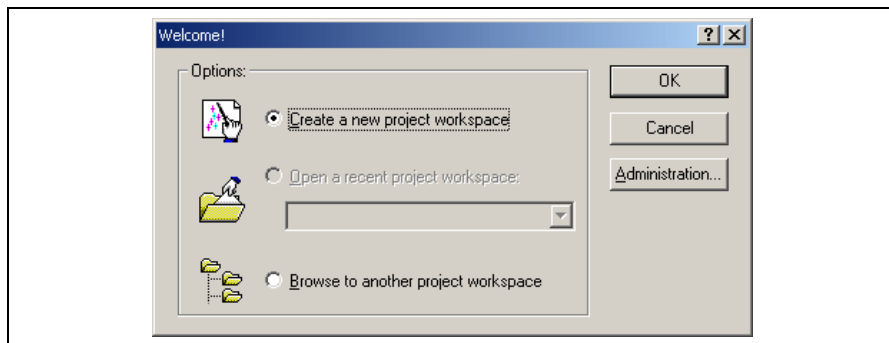 Welcome!
Options:
Create a new project workspace
Open a recent project workspace:
Browse to another project workspace
OK
Cancel
Administration...